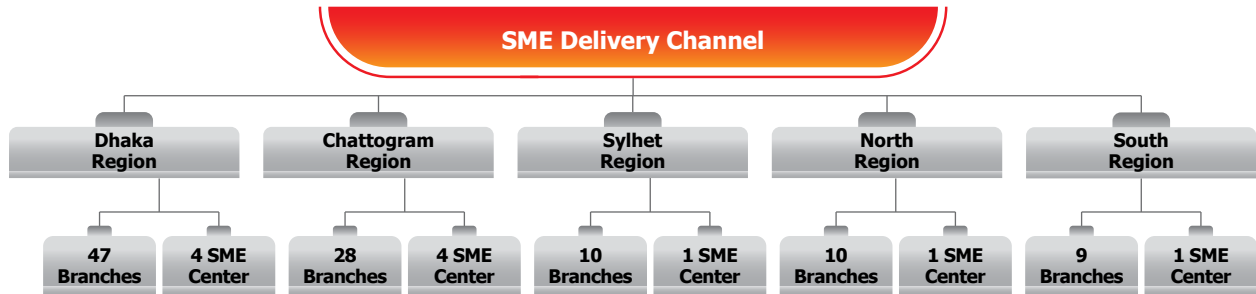 SME Delivery Channel
Dhaka
Region
Chattogram
Region
Sylhet
Region
North
Region
South
Region
47
Branches
4 SME
Center
28
Branches
4 SME
Center
10
Branches
1 SME
Center
10
Branches
1 SME
Center
9
Branches
1 SME
Center